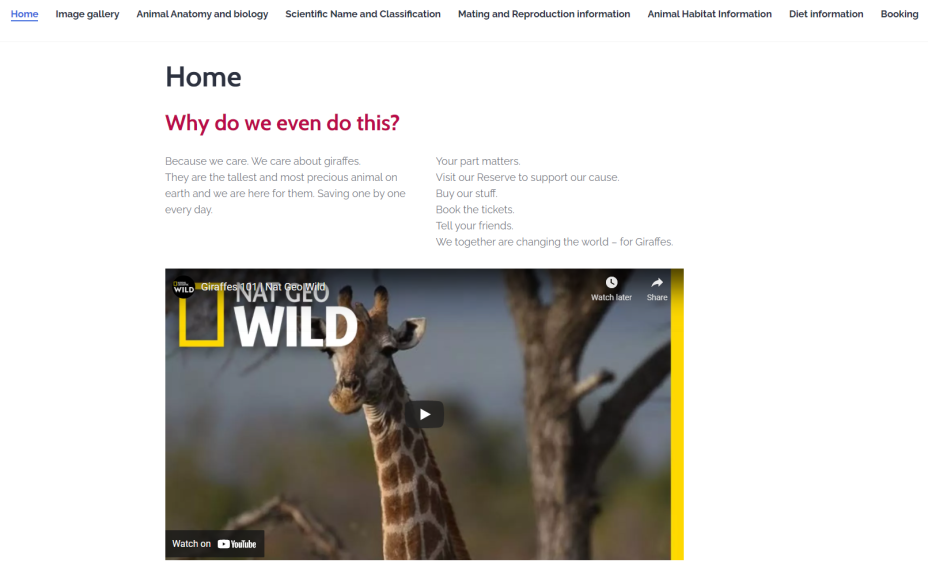 Home Image gallery Animal Anatomy and biology Scientific Name and Classification Mating and Reproduction information Animal Habitat Information Diet information Booking
Home
Why do we even do this?
Because we care. We care about giraffes.
They are the tallest and most precious animal on
earth and we are here for them. Saving one by one
every day.
Your part matters.
Visit our Reserve to support our cause.
Buy our stuff.
Book the tickets.
Tell your friends.
We together are changing the world – for Giraffes.
WILD
Giraffes 101 | Nat Geo Wild
Watch later Share
NAT GEO
WILD
Watch on YouTube